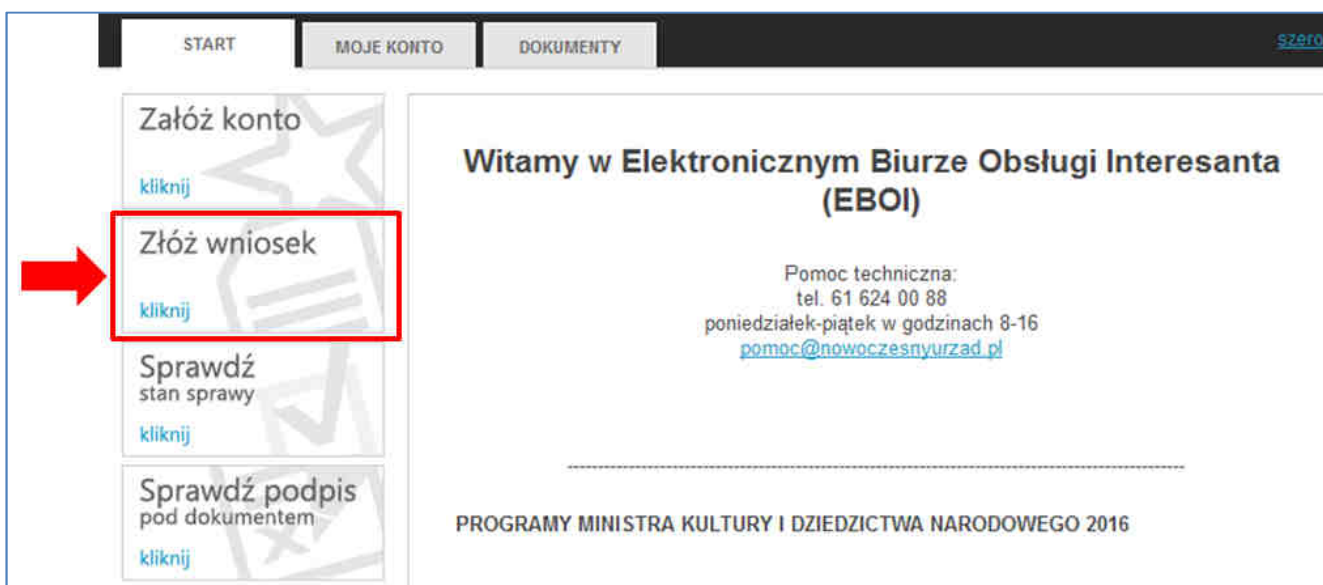 START
MOJE KONTO
DOKUMENTY
Załóż konto
kliknij
Złóż wniosek
kliknij
Sprawdź
stan sprawy
kliknij
Sprawdź podpis
pod dokumentem
kliknij
Witamy w Elektronicznym Biurze Obsługi Interesanta
(EBOI)
Pomoc techniczna:
tel. 61 624 00 88
poniedziałek-piątek w godzinach 8-16
pomoc@nowoczesnyurzad.pl
PROGRAMY MINISTRA KULTURY I DZIEDZICTWA NARODOWEGO 2016